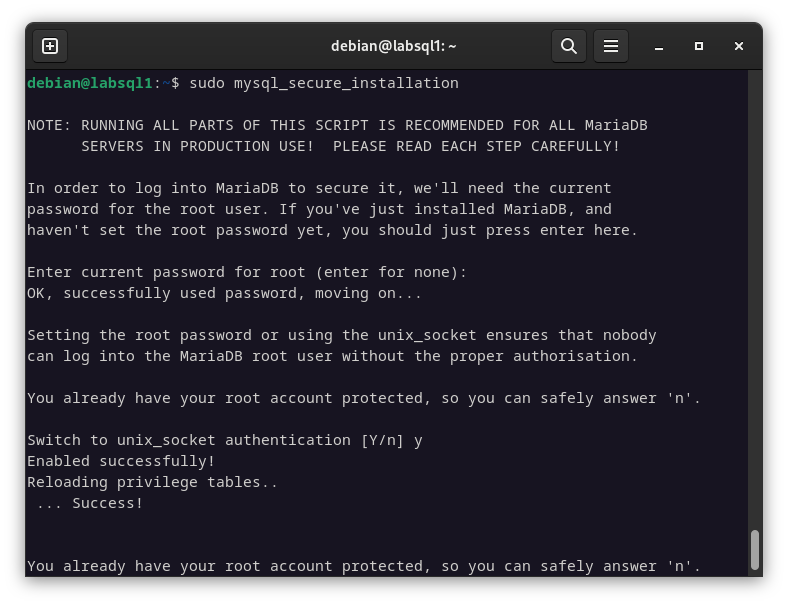 debian@labsql1: ~
debian@labsql1:~$ sudo mysql_secure_installation
NOTE: RUNNING ALL PARTS OF THIS SCRIPT IS RECOMMENDED FOR ALL MariaDB
SERVERS IN PRODUCTION USE!  PLEASE READ EACH STEP CAREFULLY!
In order to log into MariaDB to secure it, we'll need the current
password for the root user. If you've just installed MariaDB, and
haven't set the root password yet, you should just press enter here.
Enter current password for root (enter for none):
OK, successfully used password, moving on...
Setting the root password or using the unix_socket ensures that nobody
can log into the MariaDB root user without the proper authorisation.
You already have your root account protected, so you can safely answer 'n'.
Switch to unix_socket authentication [Y/n] y
Enabled successfully!
Reloading privilege tables..
... Success!
You already have your root account protected, so you can safely answer 'n'.